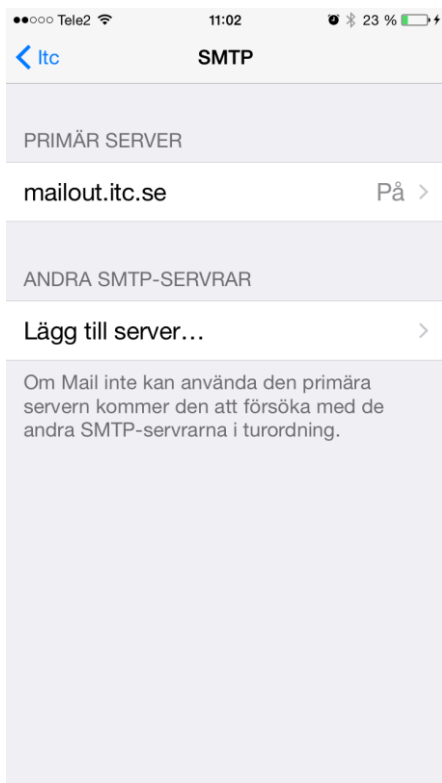 Tele2 11:02 23 %
Itc SMTP
PRIMÄR SERVER
mailout.itc.se På
ANDRA SMTP-SERVRAR
Lägg till server…
Om Mail inte kan använda den primära
servern kommer den att försöka med de
andra SMTP-servrarna i turordning.